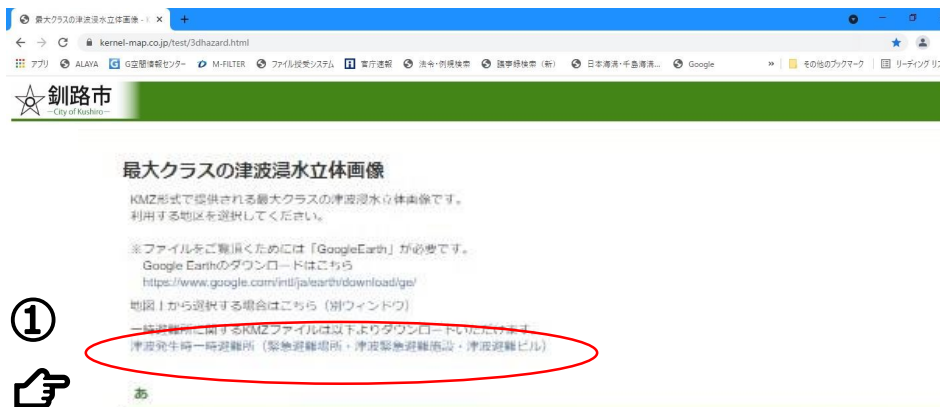 最大クラスの津波浸水立体画像 -
kernel-map.co.jp/test/3dhazard.html
アプリ ALAYA G空間情報センター M-FILTER ファイル授受システム 官庁速報 法令・例規検索 議事録検索（新） 日本海溝・千島海溝... Google » その他のブックマーク リーディングリス
釧路市
City of Kushiro
最大クラスの津波浸水立体画像
KMZ形式で提供される最大クラスの津波浸水立体画像です。
利用する地区を選択してください。
※ファイルをご覧頂くためには「GoogleEarth」が必要です。
Google Earthのダウンロードはこちら
https://www.google.com/intl/ja/earth/download/ge/
地図上から選択する場合はこちら（別ウィンドウ）
①
一時避難所に関するKMZファイルは以下よりダウンロードいただけます
津波発生時一時避難所（緊急避難場所・津波緊急避難施設・津波避難ビル）
あ